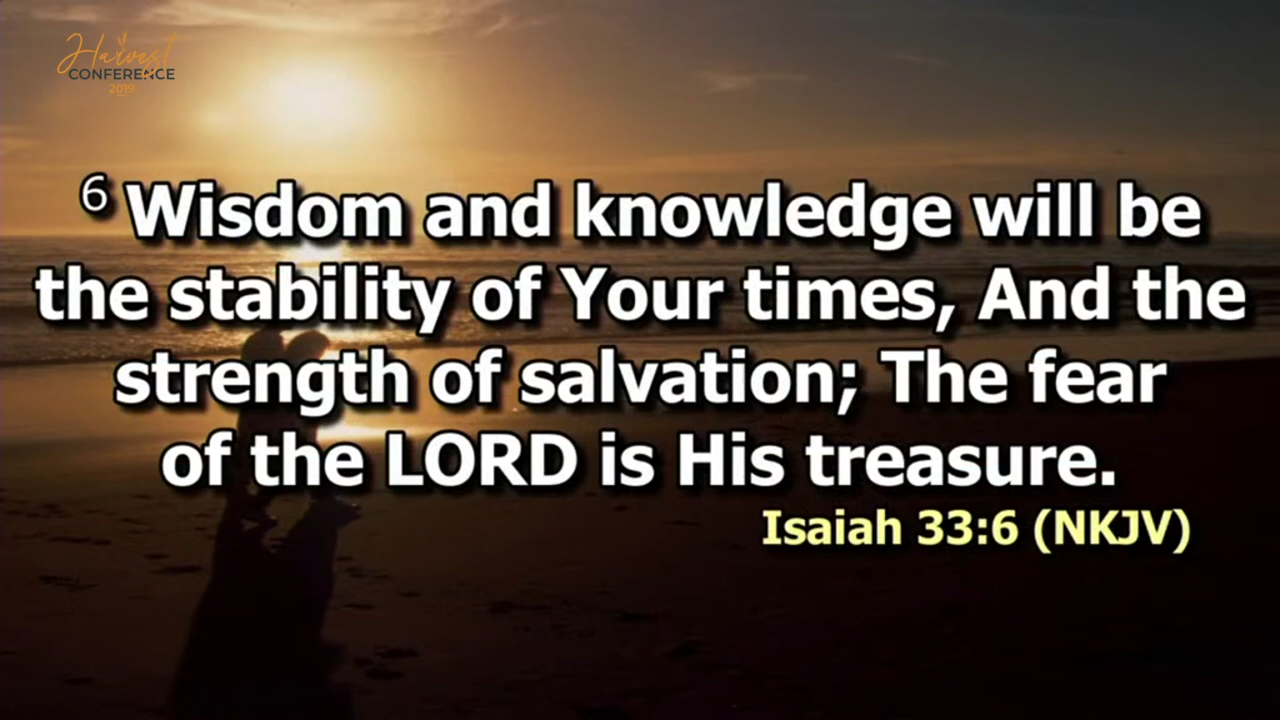 Harvest
CONFERENCE
2019
6 Wisdom and knowledge will be
the stability of Your times, And the
strength of salvation; The fear
of the LORD is His treasure.
Isaiah 33:6 (NKJV)